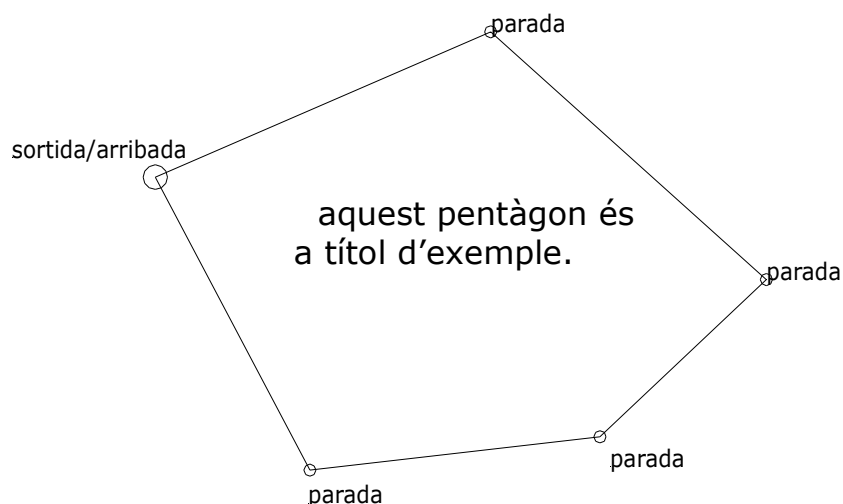 parada
sortida/arribada
aquest pentàgon és
a títol d’exemple.
parada
parada
parada